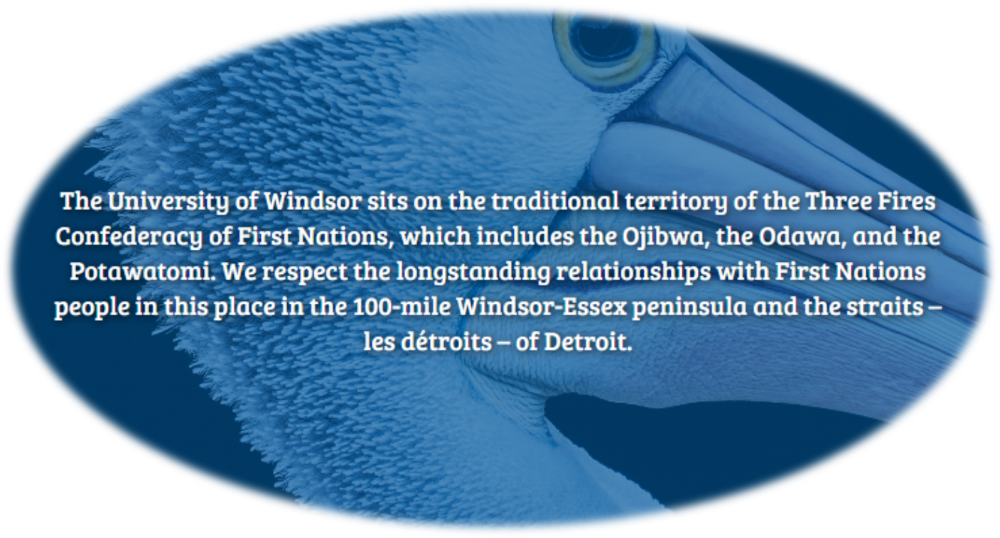 The University of Windsor sits on the traditional territory of the Three Fires
Confederacy of First Nations, which includes the Ojibwa, the Odawa, and the
Potawatomi. We respect the longstanding relationships with First Nations
people in this place in the 100-mile Windsor-Essex peninsula and the straits –
les détroits – of Detroit.